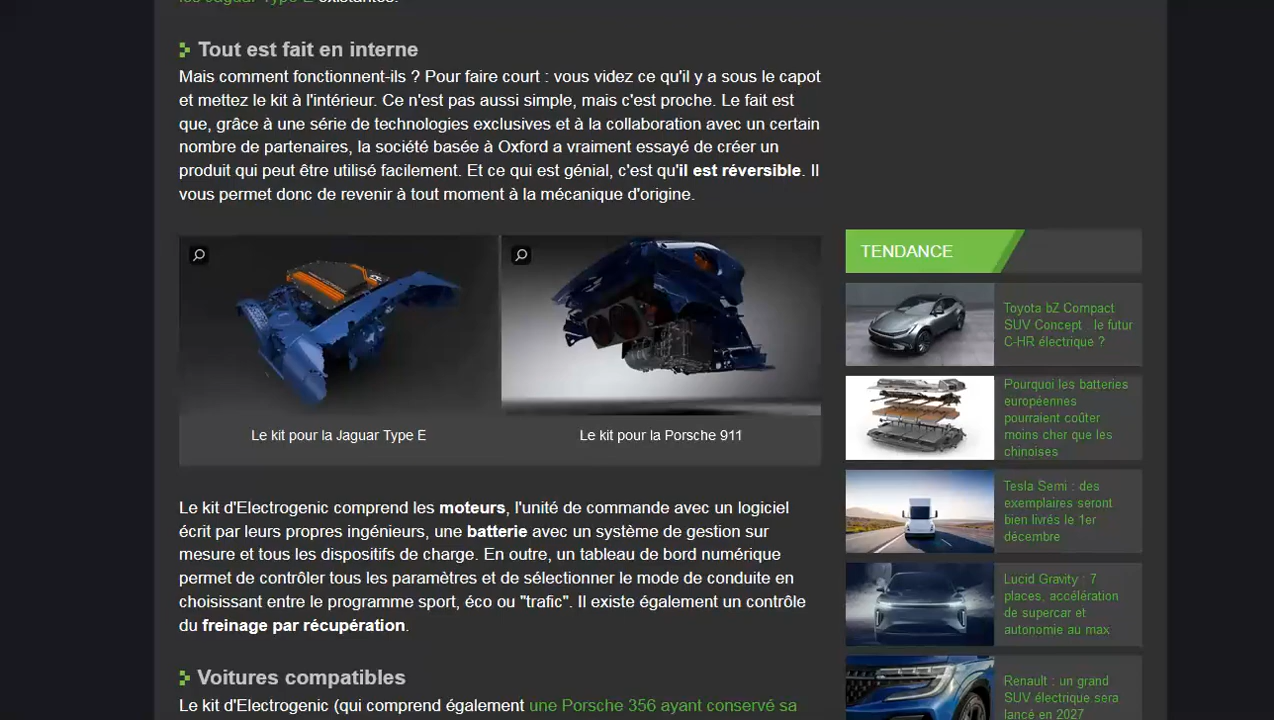 les Jaguar Type E existantes.
Tout est fait en interne
Mais comment fonctionnent-ils ? Pour faire court : vous videz ce qu'il y a sous le capot
et mettez le kit à l'intérieur. Ce n'est pas aussi simple, mais c'est proche. Le fait est
que, grâce à une série de technologies exclusives et à la collaboration avec un certain
nombre de partenaires, la société basée à Oxford a vraiment essayé de créer un
produit qui peut être utilisé facilement. Et ce qui est génial, c'est qu'il est réversible. Il
vous permet donc de revenir à tout moment à la mécanique d'origine.
Le kit pour la Jaguar Type E
Le kit pour la Porsche 911
Le kit d'Electrogenic comprend les moteurs, l'unité de commande avec un logiciel
écrit par leurs propres ingénieurs, une batterie avec un système de gestion sur
mesure et tous les dispositifs de charge. En outre, un tableau de bord numérique
permet de contrôler tous les paramètres et de sélectionner le mode de conduite en
choisissant entre le programme sport, éco ou "trafic". Il existe également un contrôle
du freinage par récupération.
Voitures compatibles
Le kit d'Electrogenic (qui comprend également une Porsche 356 ayant conservé sa
TENDANCE
Toyota bZ Compact
SUV Concept le futur
C-HR électrique ?
Pourquoi les batteries
européennes
pourraient coûter
moins cher que les
chinoises
Tesla Semi : des
exemplaires seront
bien livrés le 1er
décembre
Lucid Gravity : 7
places, accélération
de supercar et
autonomie au max
Renault : un grand
SUV électrique sera
lancé en 2027